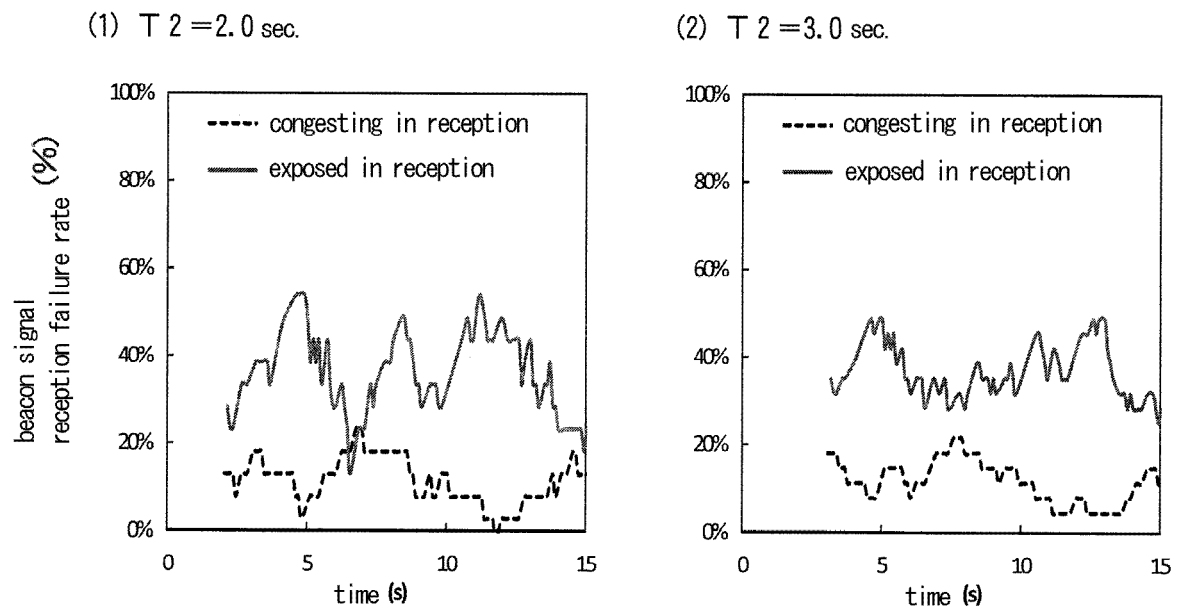 (1) T 2 = 2.0 sec.
beacon signal
reception failure rate (%)
100%
80%
60%
40%
20%
0%
congesting in reception
exposed in reception
0 5 10 15
time (s)
(2) T 2 = 3.0 sec.
100%
80%
60%
40%
20%
0%
congesting in reception
exposed in reception
0 5 10 15
time (s)